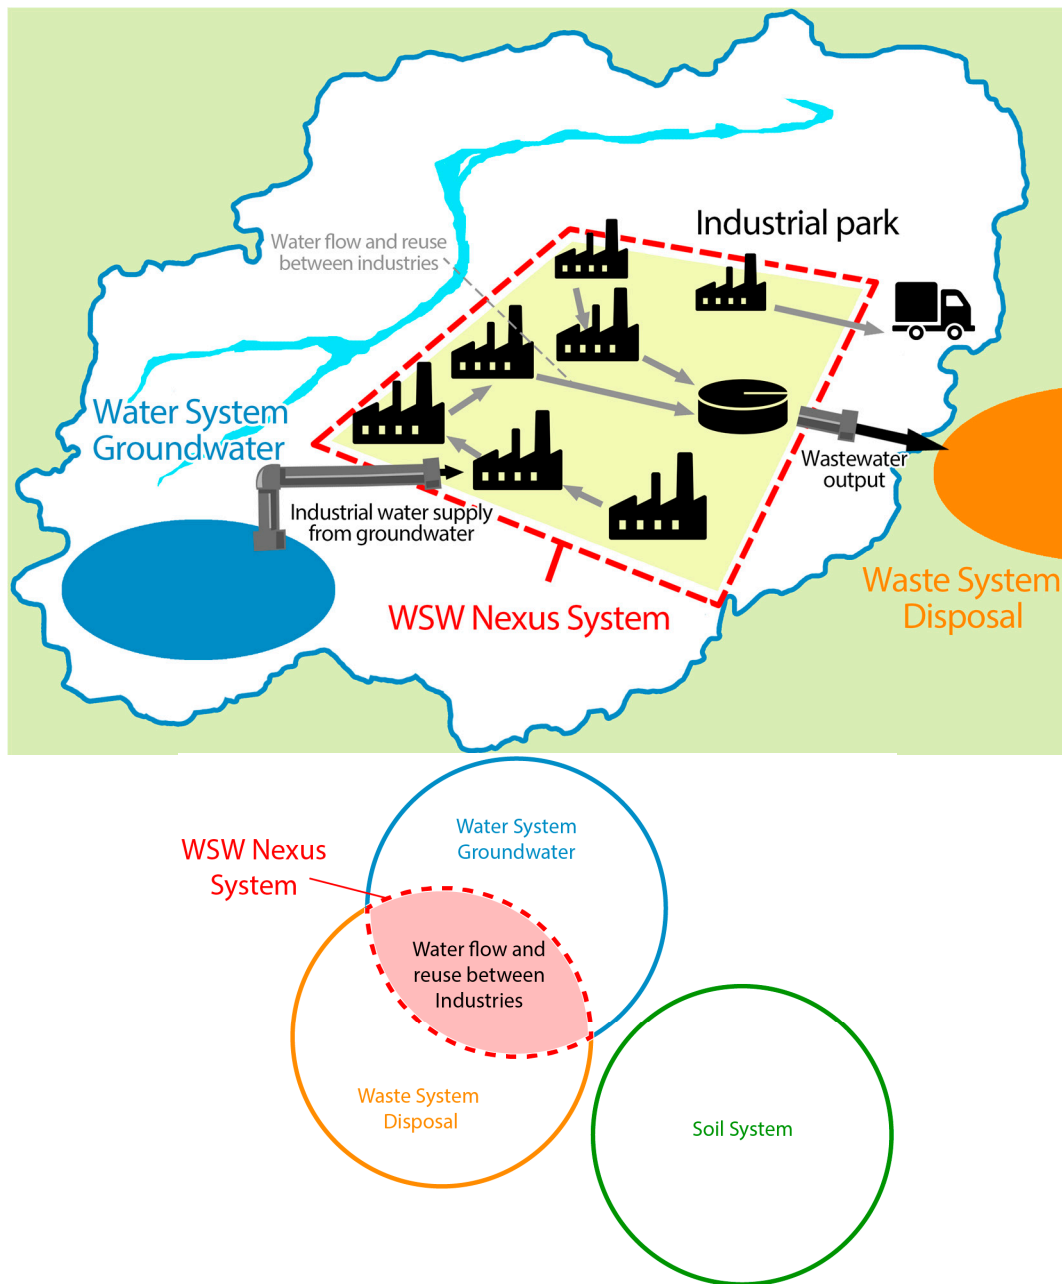 Industrial park
Water flow and reuse
between industries
Water System
Groundwater
Wastewater
output
Industrial water supply
from groundwater
Waste System
Disposal
WSW Nexus System
Water System
Groundwater
WSW Nexus
System
Water flow and
reuse between
Industries
Waste System
Disposal
Soil System